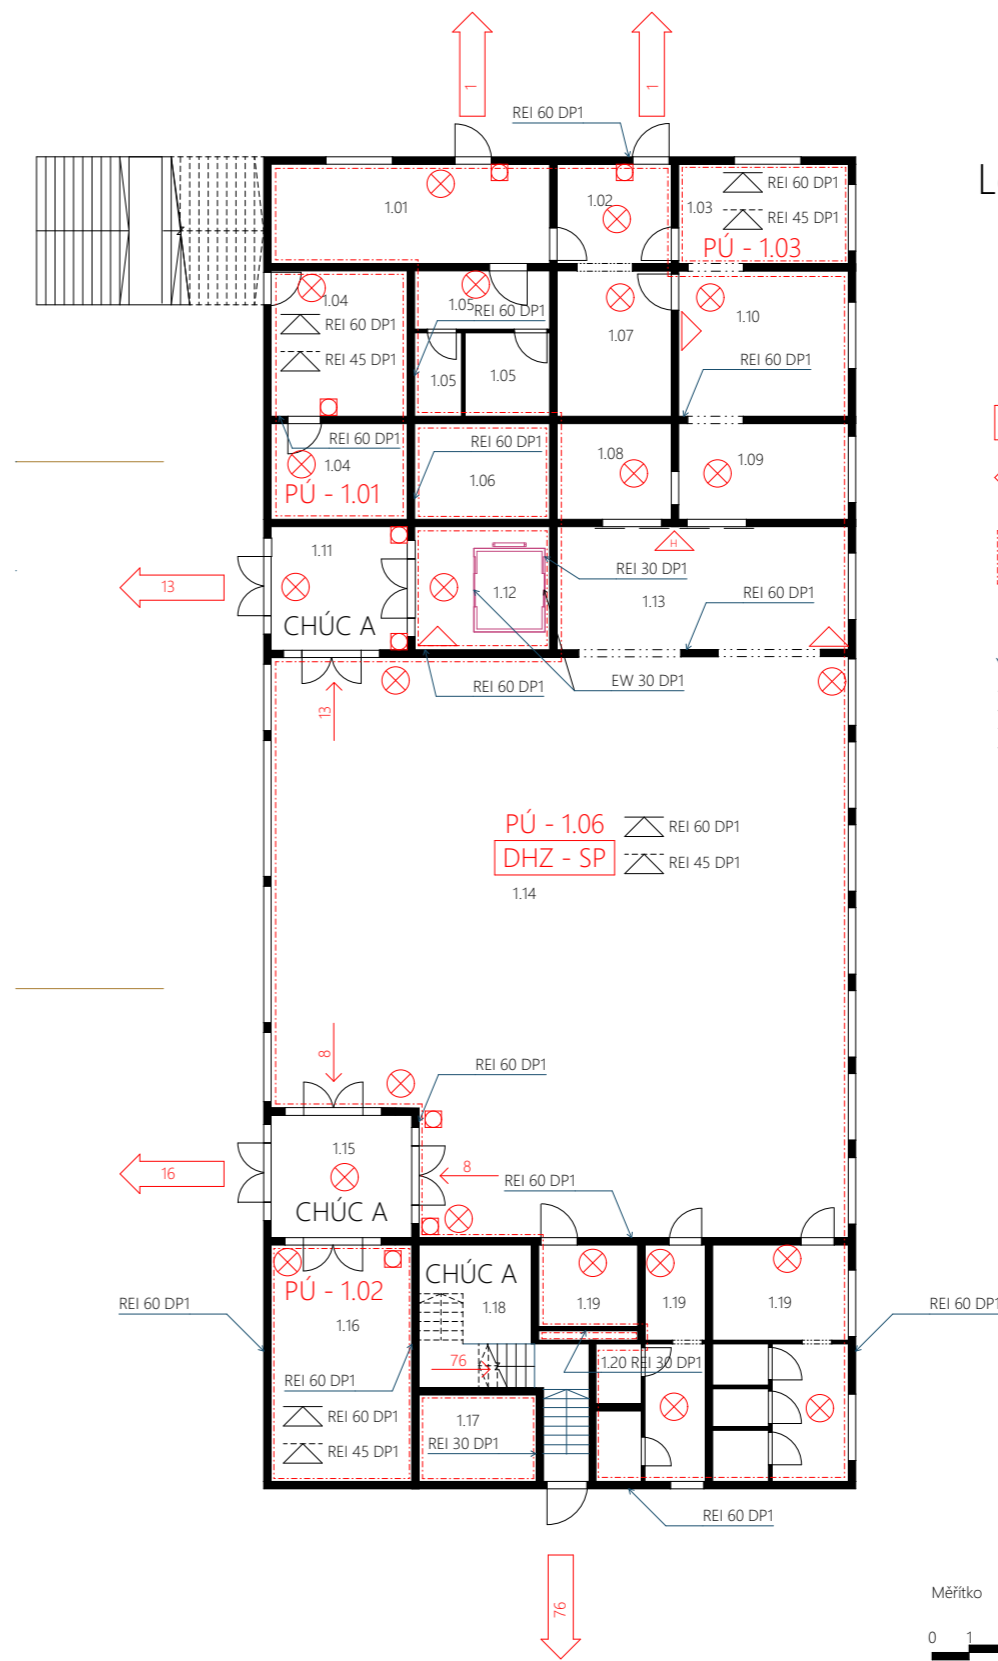 1
1
REI 60 DP1
L
1.01
1.02
1.03
REI 60 DP1
REI 45 DP1
PÚ - 1.03
1.04
REI 60 DP1
REI 45 DP1
1.05
REI 60 DP1
1.05
1.05
1.07
1.10
REI 60 DP1
REI 60 DP1
1.04
PÚ - 1.01
REI 60 DP1
1.06
1.08
1.09
H
1.11
CHÚC A
13
1.12
REI 30 DP1
1.13
REI 60 DP1
REI 60 DP1
EW 30 DP1
13
PÚ - 1.06
REI 60 DP1
DHZ - SP
REI 45 DP1
1.14
8
REI 60 DP1
1.15
CHÚC A
16
8
REI 60 DP1
PÚ - 1.02
1.16
CHÚC A
1.18
1.19
1.19
1.19
REI 60 DP1
REI 60 DP1
76
1.20 REI 30 DP1
REI 60 DP1
REI 60 DP1
REI 45 DP1
1.17
REI 30 DP1
REI 60 DP1
76
Měřítko
0 1